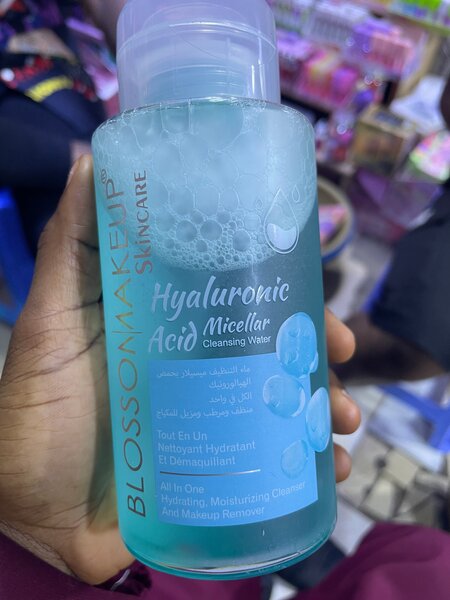 BLOSSOMMAKEUP®
SKINCARE
Hyaluronic
Acid Micellar
Cleansing Water
ماء التنظيف ميسيلار بحمض
الهيالورونيك
الكل في واحد
منظف ومرطب ومزيل للمكياج
Tout En Un
Nettoyant Hydratant
Et Démaquillant
All In One
Hydrating, Moisturizing Cleanser
And Makeup Remover